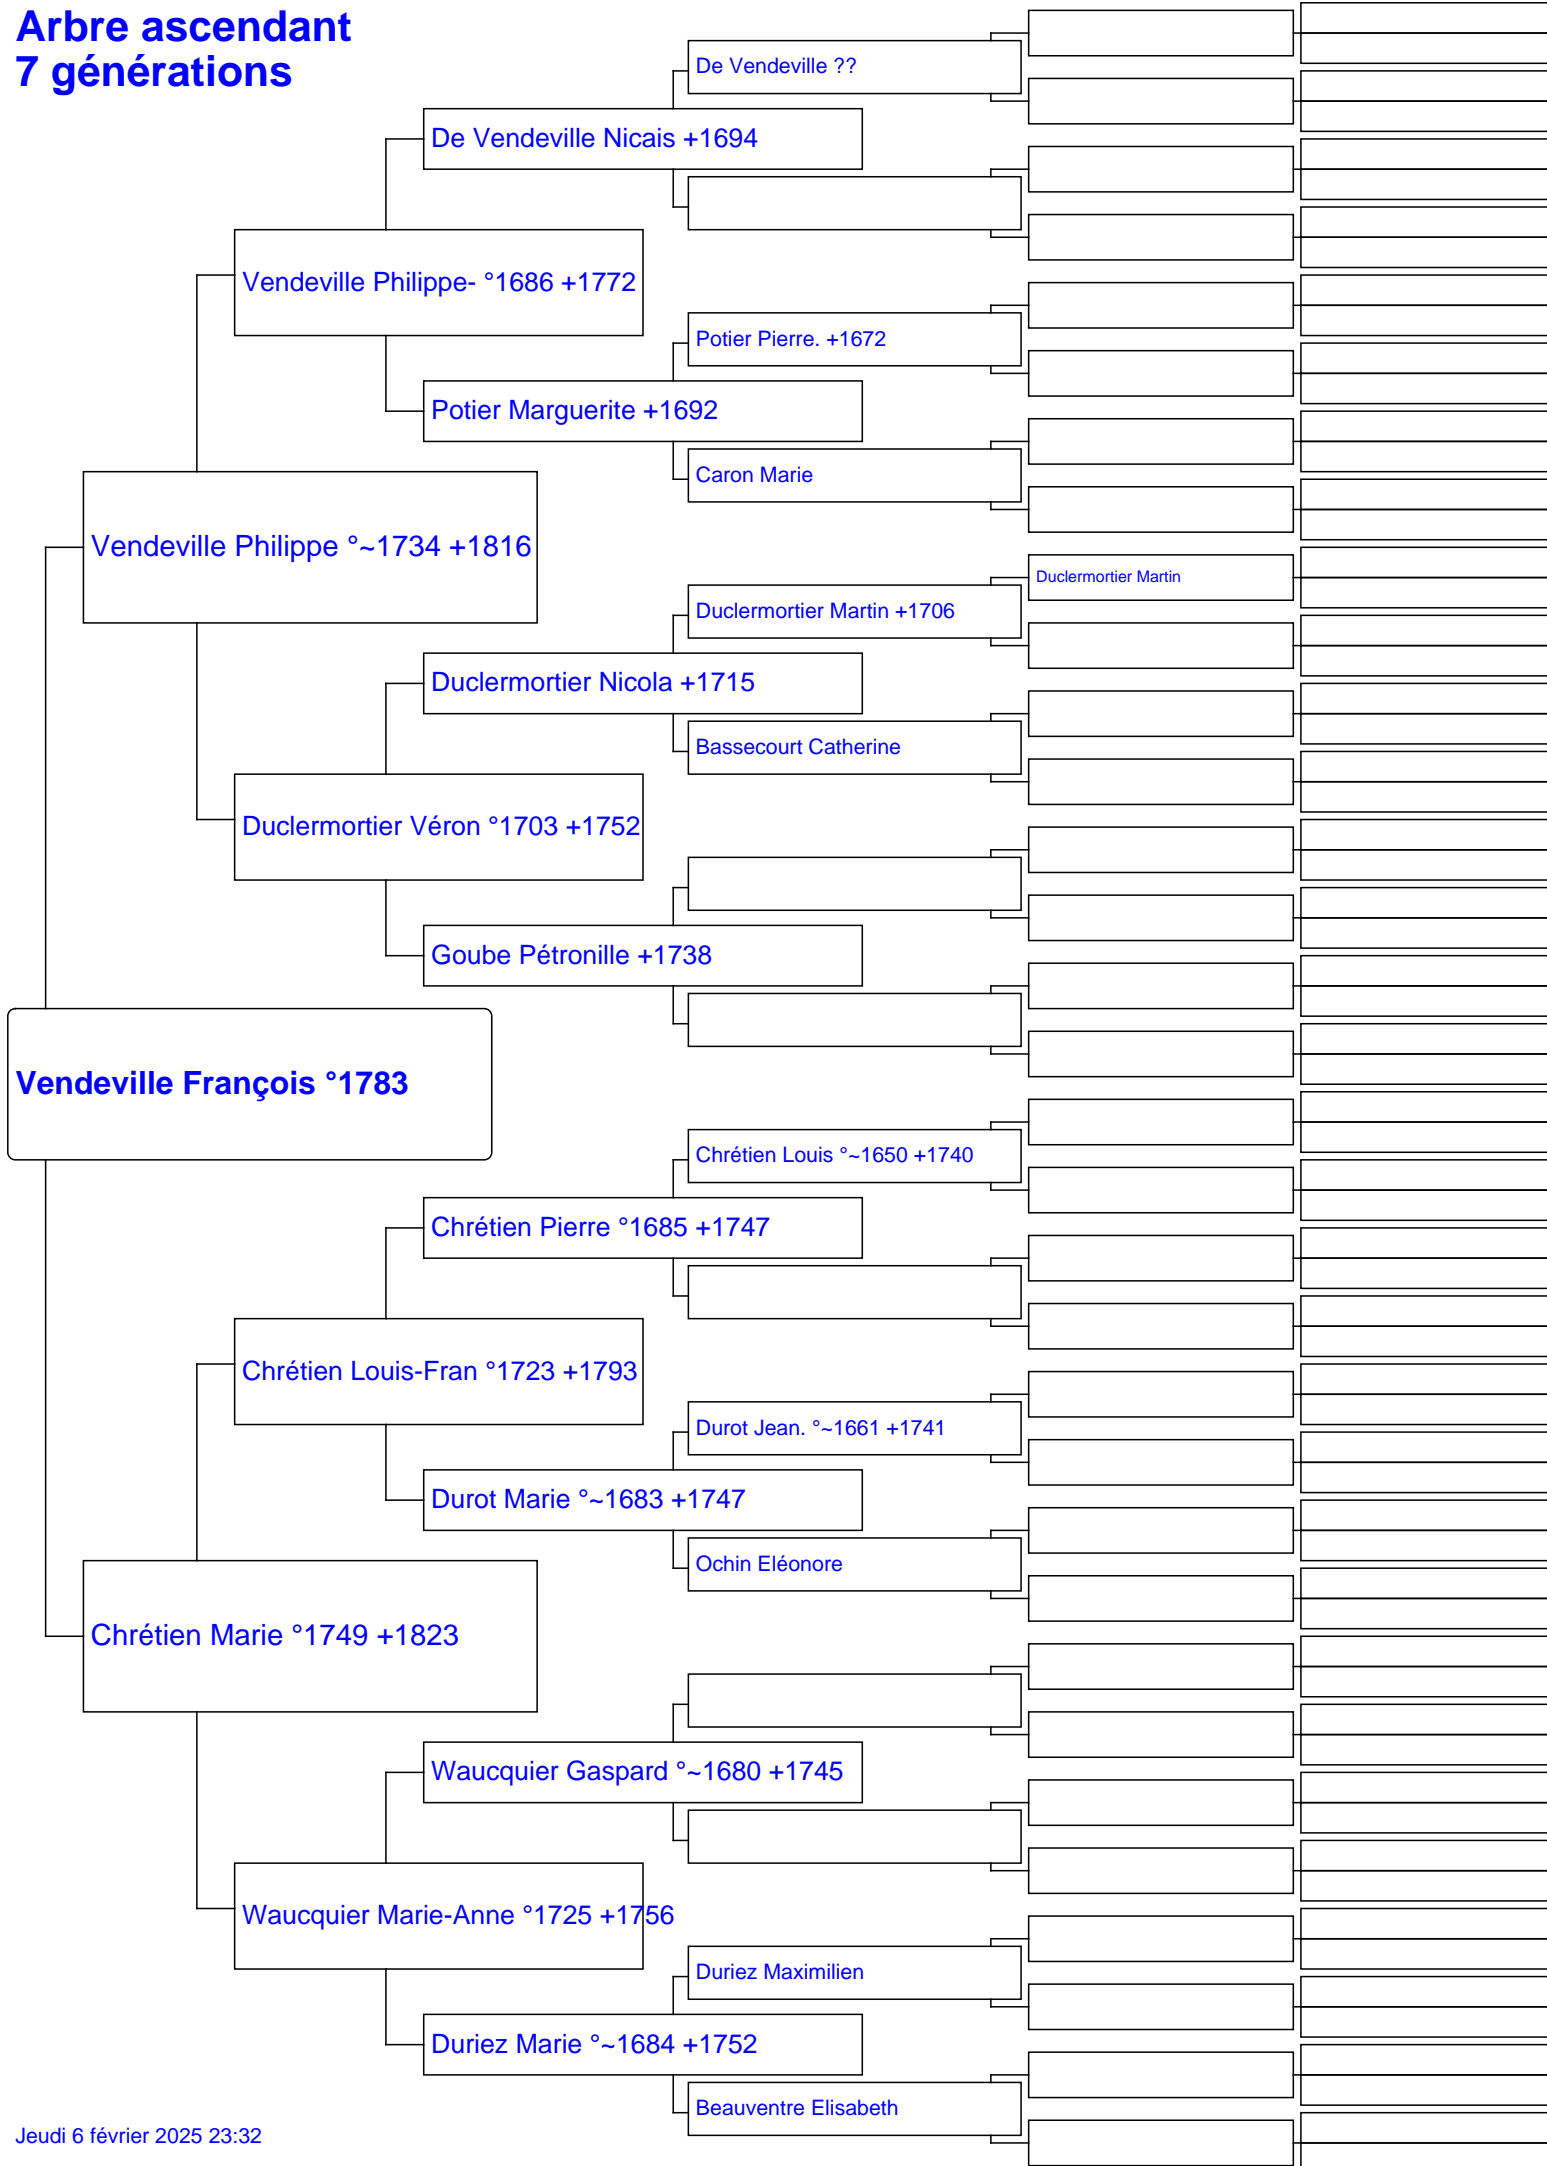 Arbre ascendant
7 générations
De Vendeville ??
De Vendeville Nicais +1694
Vendeville Philippe- °1686 +1772
Potier Pierre. +1672
Potier Marguerite +1692
Caron Marie
Vendeville Philippe °~1734 +1816
Duclermortier Martin
Duclermortier Martin +1706
Duclermortier Nicola +1715
Bassecourt Catherine
Duclermortier Véron °1703 +1752
Goube Pétronille +1738
Vendeville François °1783
Chrétien Louis °~1650 +1740
Chrétien Pierre °1685 +1747
Chrétien Louis-Fran °1723 +1793
Durot Jean. °~1661 +1741
Durot Marie °~1683 +1747
Ochin Eléonore
Chrétien Marie °1749 +1823
Waucquier Gaspard °~1680 +1745
Waucquier Marie-Anne °1725 +1756
Duriez Maximilien
Duriez Marie °~1684 +1752
Beauventre Elisabeth
Jeudi 6 février 2025 23:32